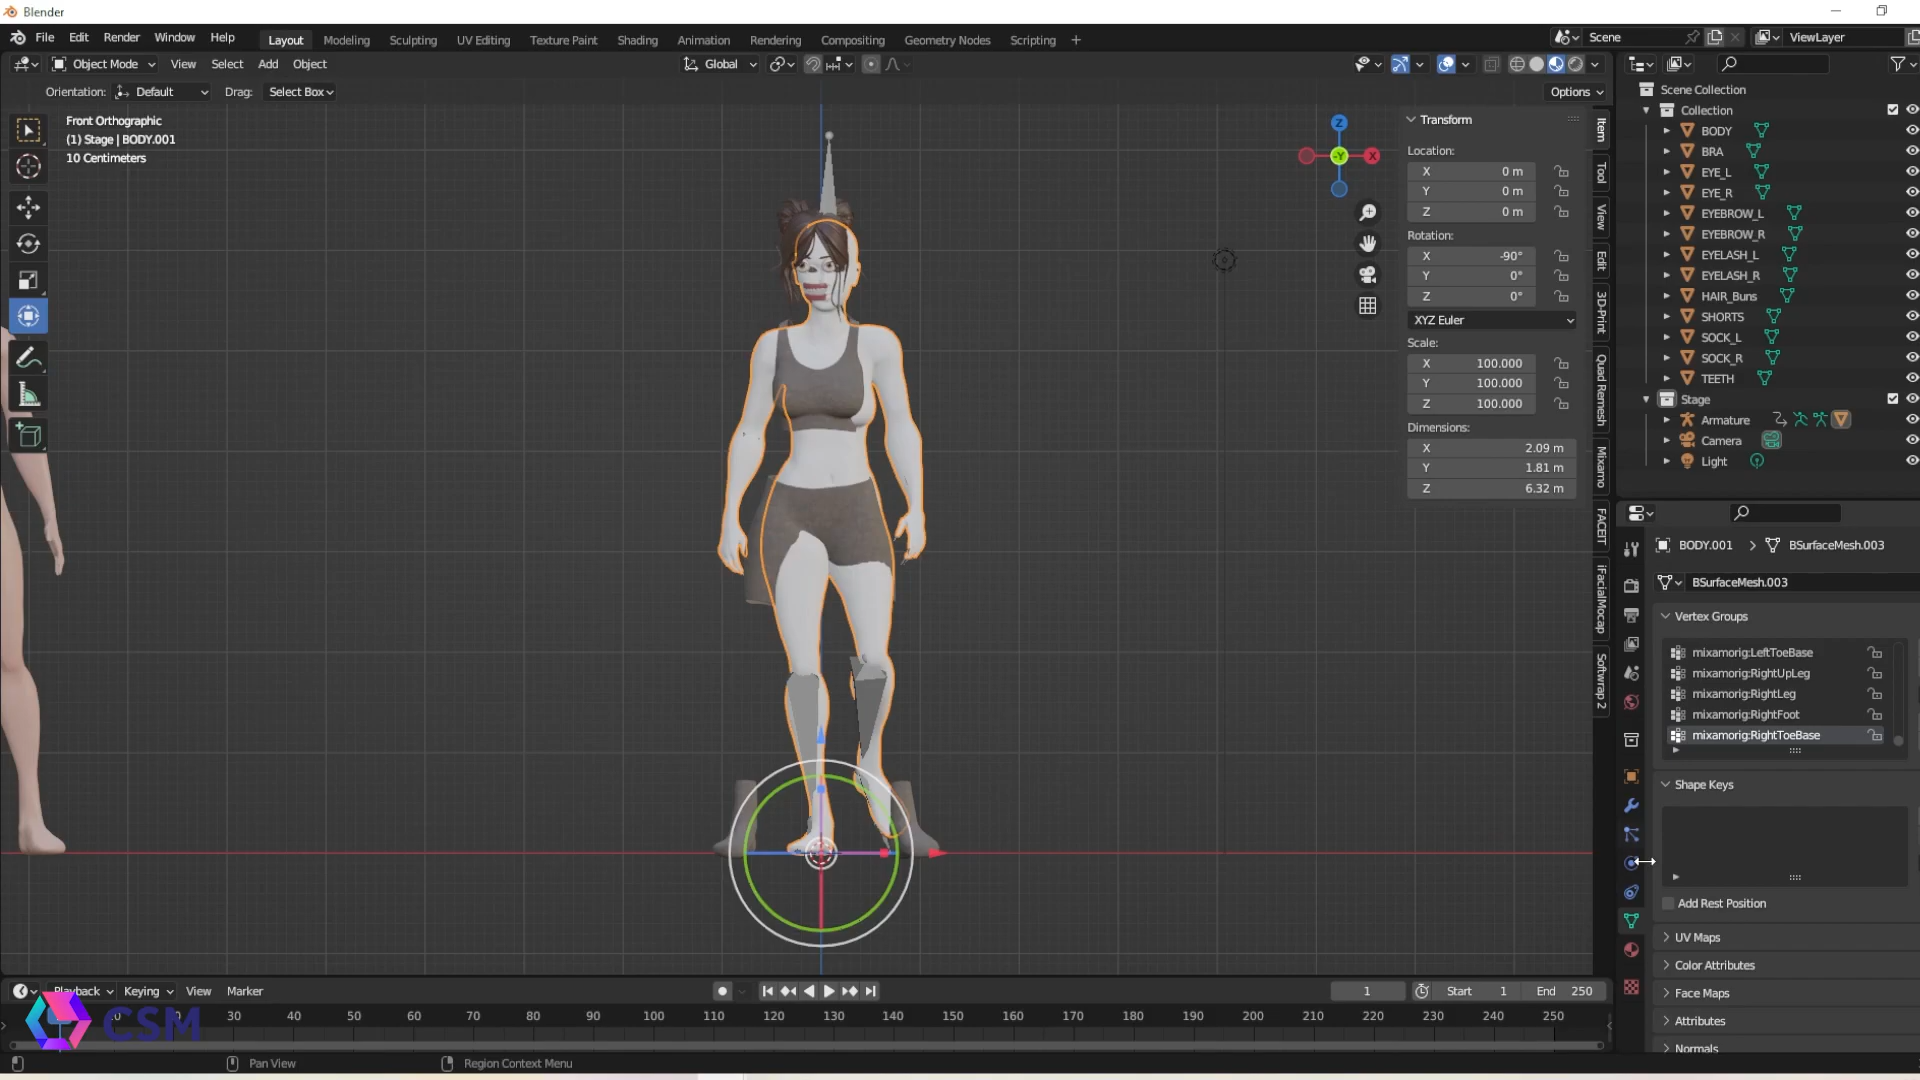 Blender
File Edit Render Window Help
Layout Modeling Sculpting UV Editing Texture Paint Shading Animation Rendering Compositing Geometry Nodes Scripting +
Scene
ViewLayer
Object Mode View Select Add Object
Global
Orientation: Default Drag: Select Box
Options
Front Orthographic
(1) Stage | BODY.001
10 Centimeters
Z
X
-Y
Transform
Location:
X 0 m
Y 0 m
Z 0 m
Rotation:
X -90°
Y 0°
Z 0°
XYZ Euler
Scale:
X 100.000
Y 100.000
Z 100.000
Dimensions:
X 2.09 m
Y 1.81 m
Z 6.32 m
Item
Tool
View
Edit
3D-Print
Quad Remesh
Mixamo
FACEIT
iFacialMocap
Softwrap 2
Scene Collection
Collection
BODY
BRA
EYE_L
EYE_R
EYEBROW_L
EYEBROW_R
EYELASH_L
EYELASH_R
HAIR_Buns
SHORTS
SOCK_L
SOCK_R
TEETH
Stage
Armature
Camera
Light
BODY.001 > BSurfaceMesh.003
BSurfaceMesh.003
Vertex Groups
mixamorig:LeftToeBase
mixamorig:RightUpLeg
mixamorig:RightLeg
mixamorig:RightFoot
mixamorig:RightToeBase
Shape Keys
Add Rest Position
UV Maps
Color Attributes
Face Maps
Attributes
Normals
Playback Keying View Marker
1 Start 1 End 250
30 40 50 60 70 80 90 100 110 120 130 140 150 160 170 180 190 200 210 220 230 240 250
CSM
Pan View Region Context Menu